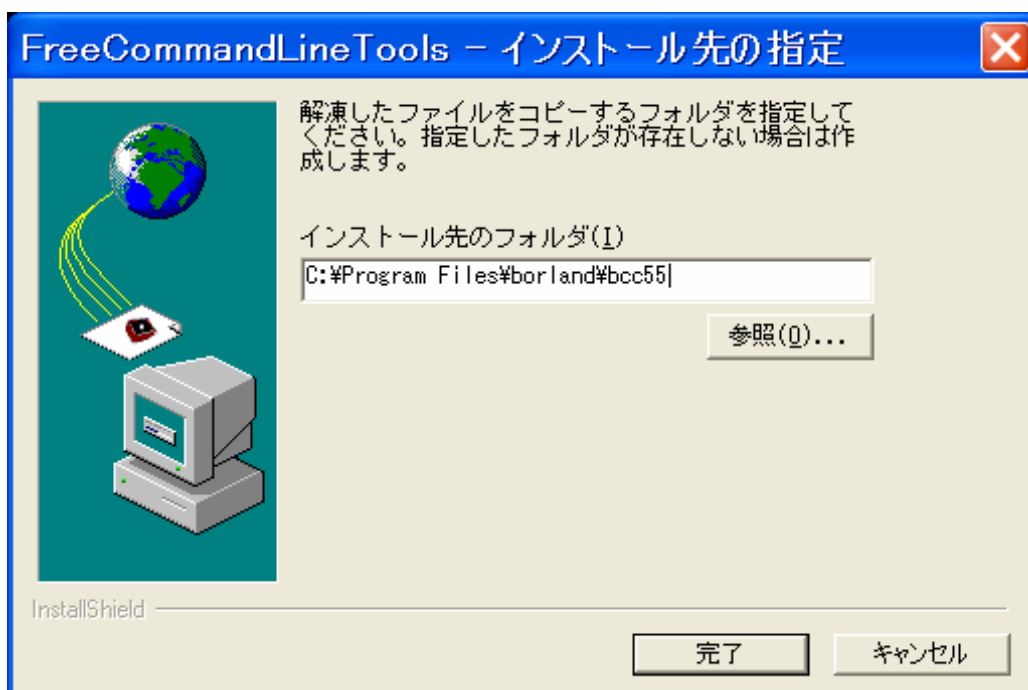 FreeCommandLineTools - インストール先の指定
解凍したファイルをコピーするフォルダを指定して
ください。指定したフォルダが存在しない場合は作
成します。
インストール先のフォルダ(I)
C:¥Program Files¥borland¥bcc55
参照(O)...
InstallShield
完了
キャンセル